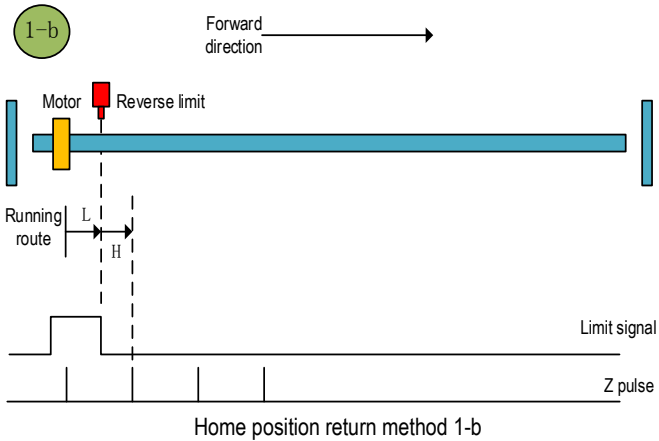 1-b
Forward
direction
Motor
Reverse limit
Running
route
L
H
Limit signal
Z pulse
Home position return method 1-b